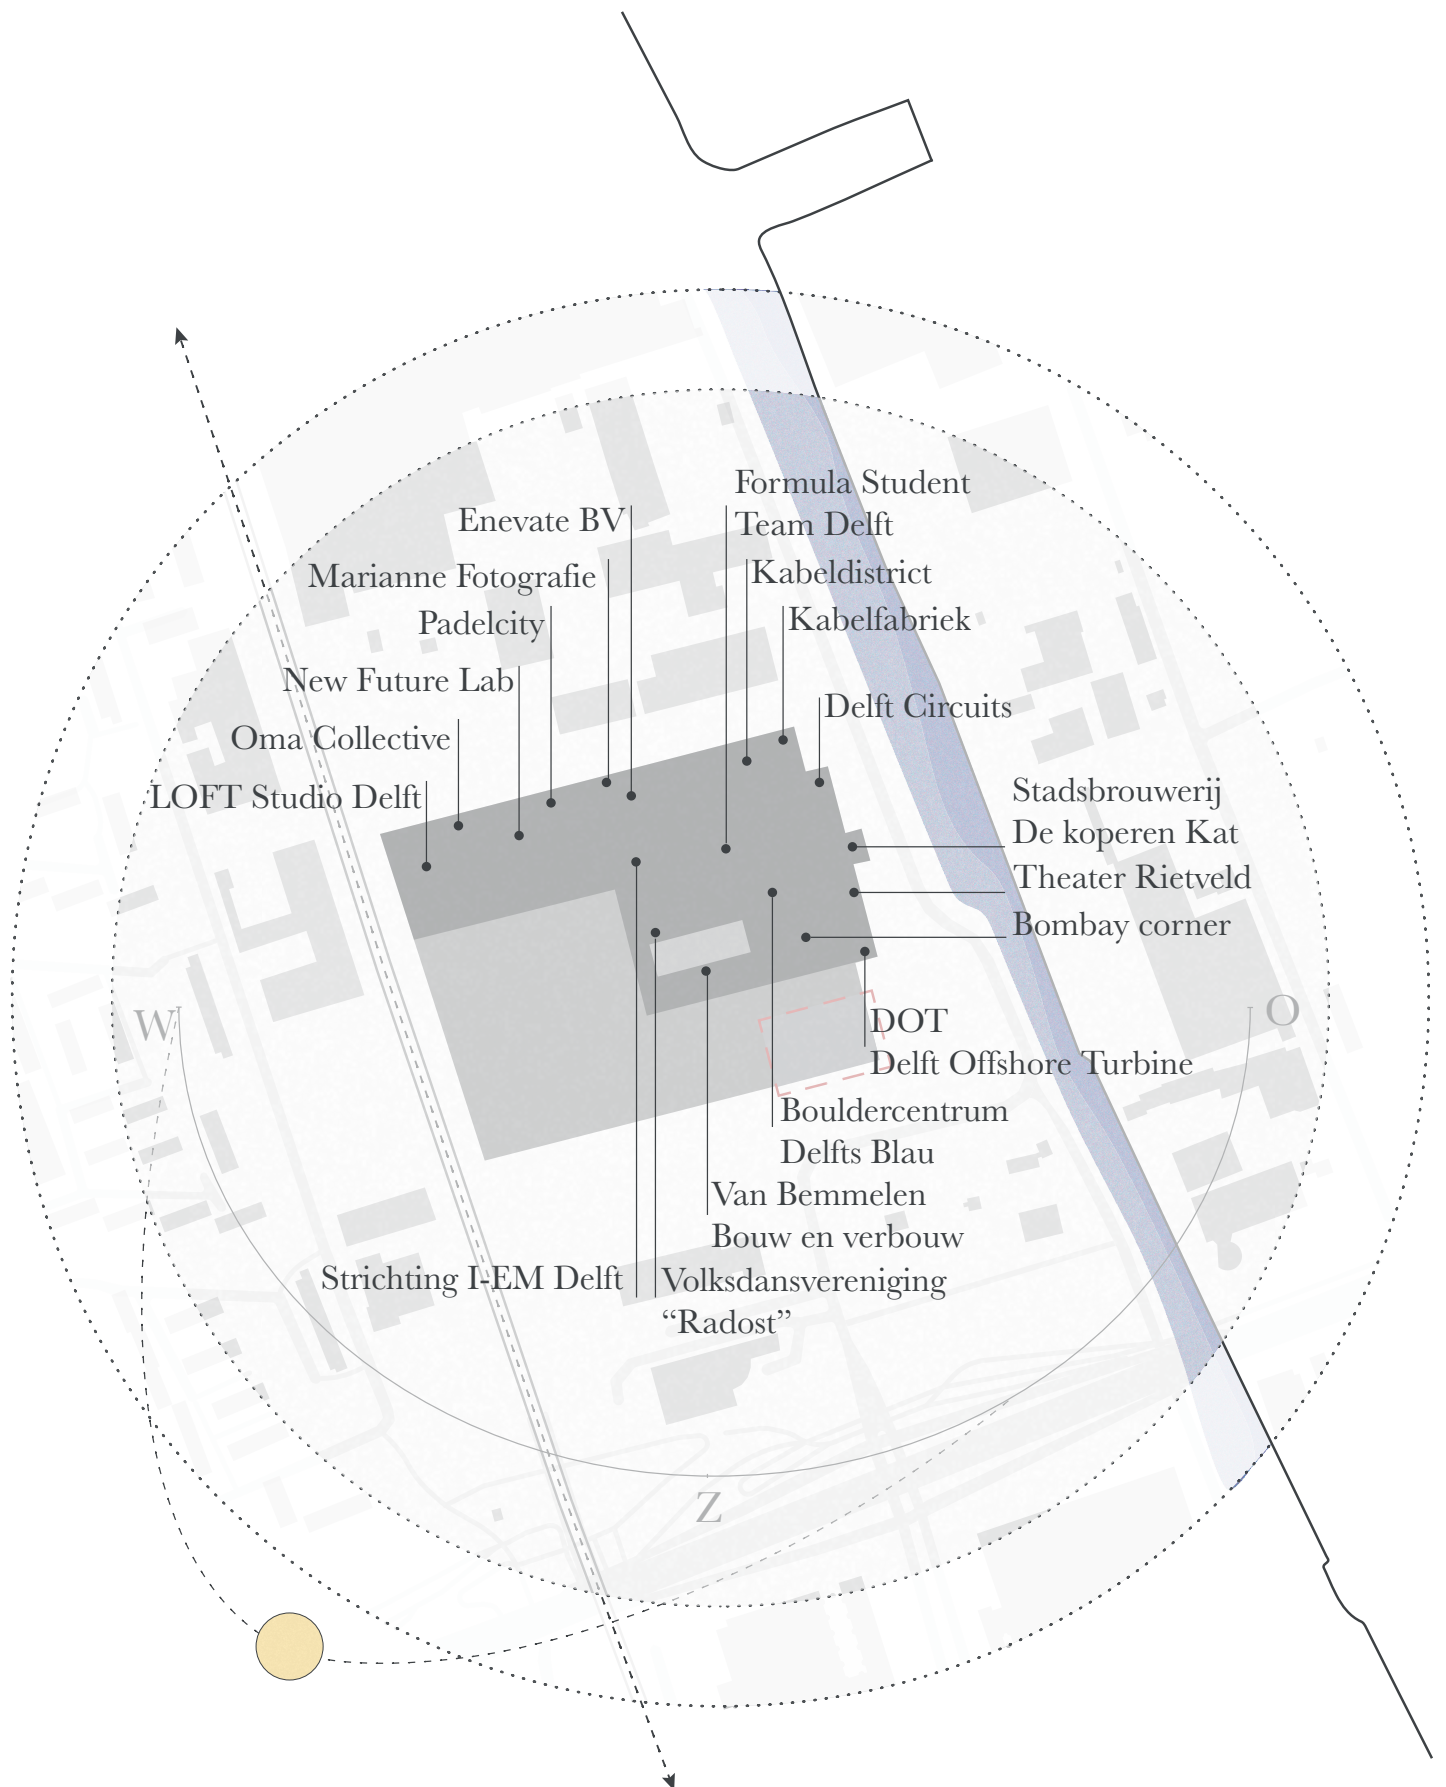 Formula Student
Team Delft
Enevate BV
Marianne Fotografie
Kabeldistrict
Padelcity
Kabelfabriek
New Future Lab
Delft Circuits
Oma Collective
LOFT Studio Delft
Stadsbrouwerij
De koperen Kat
Theater Rietveld
Bombay corner
W
O
DOT
Delft Offshore Turbine
Bouldercentrum
Delfts Blau
Van Bemmelen
Bouw en verbouw
Strichting I-EM Delft
Volksdansvereniging
“Radost”
Z